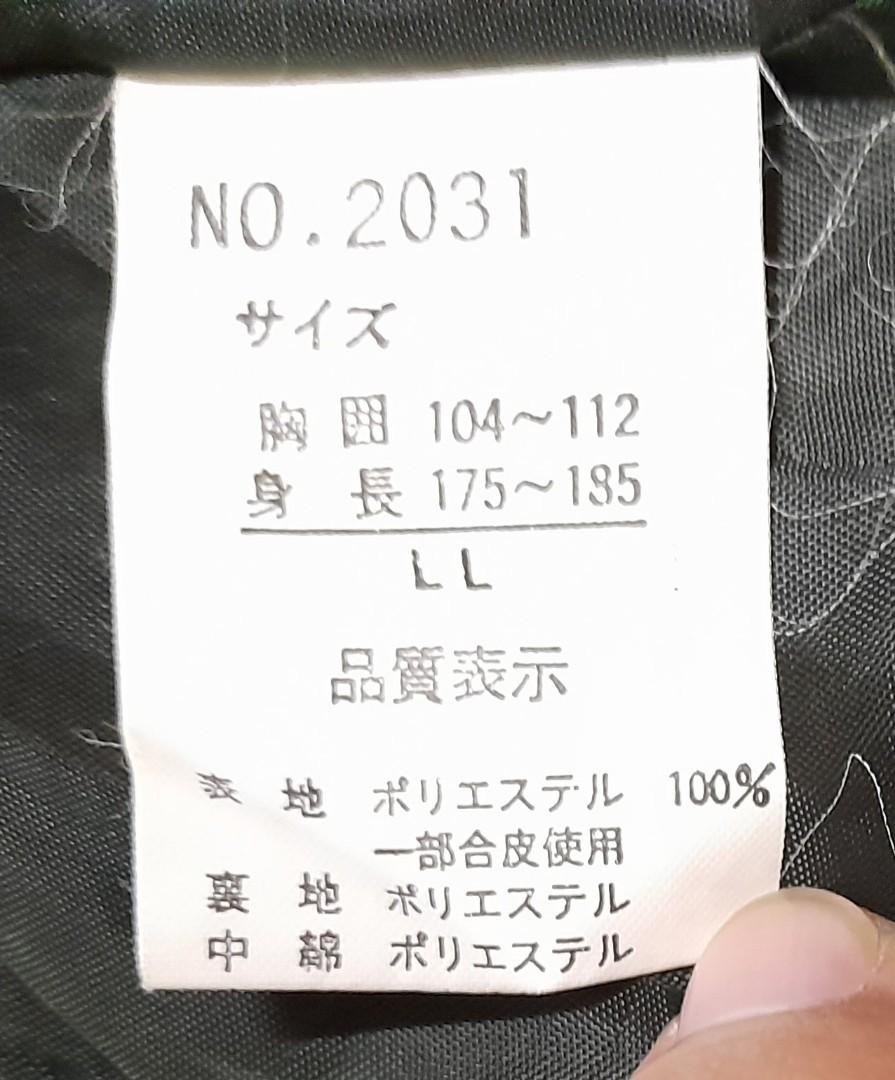 NO.2031
サイズ
胸囲 104～112
身長 175～185
LL
品質表示
表地 ポリエステル 100%
一部合皮使用
裏地 ポリエステル
中綿 ポリエステル